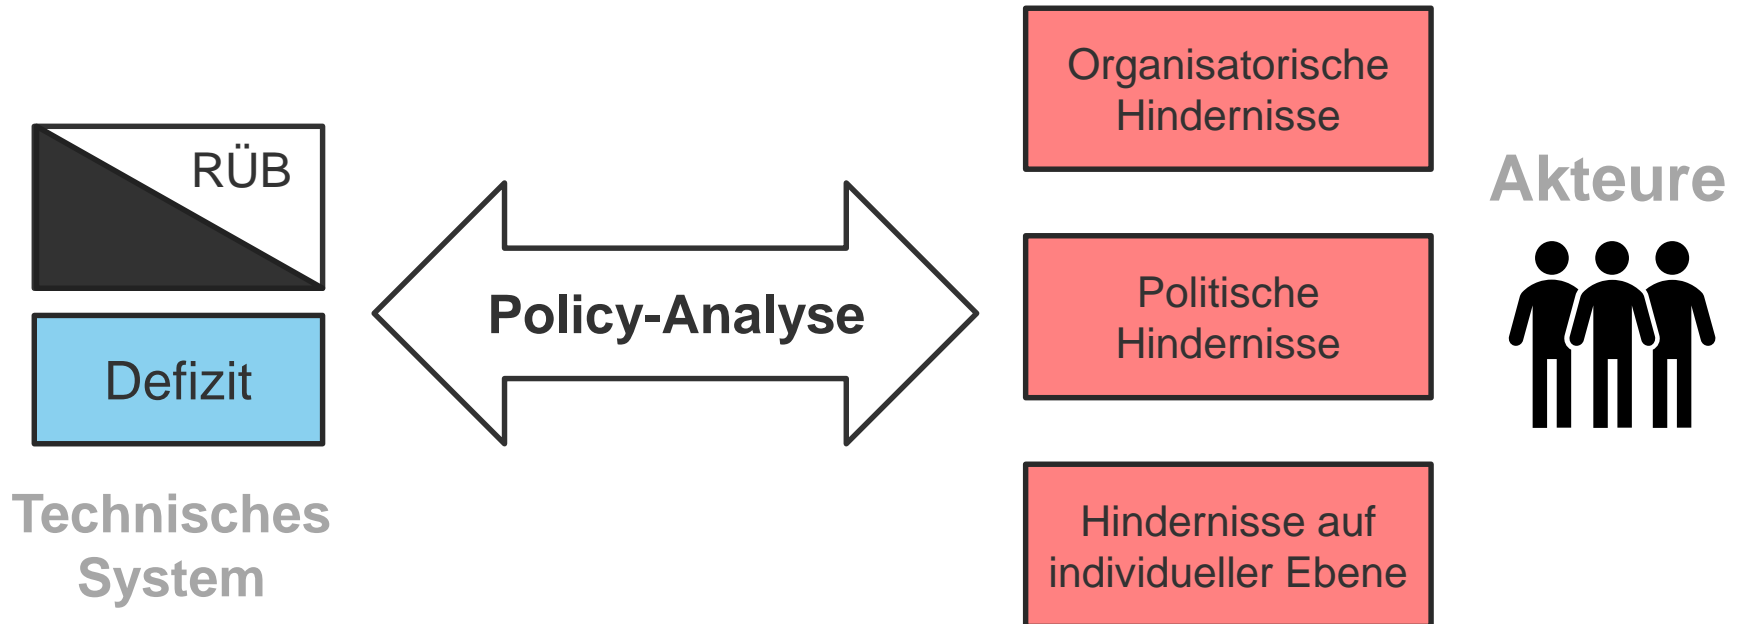 RÜB
Defizit
Technisches
System
Policy-Analyse
Organisatorische
Hindernisse
Politische
Hindernisse
Hindernisse auf
individueller Ebene
Akteure